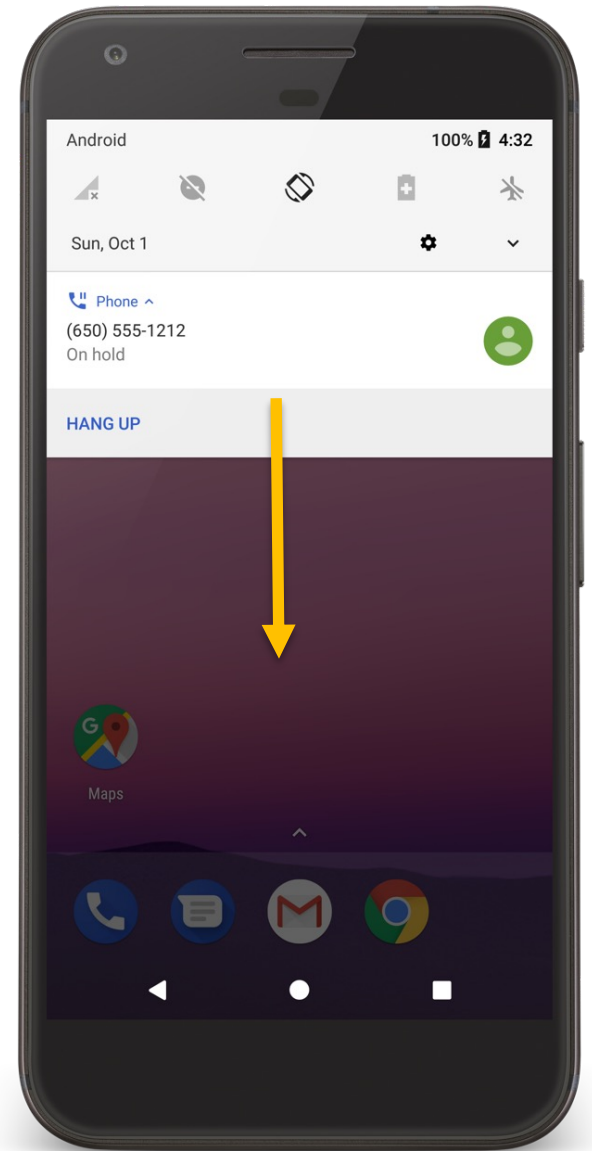 Android 100% 4:32
Sun, Oct 1
Phone
(650) 555-1212
On hold
HANG UP
G
Maps